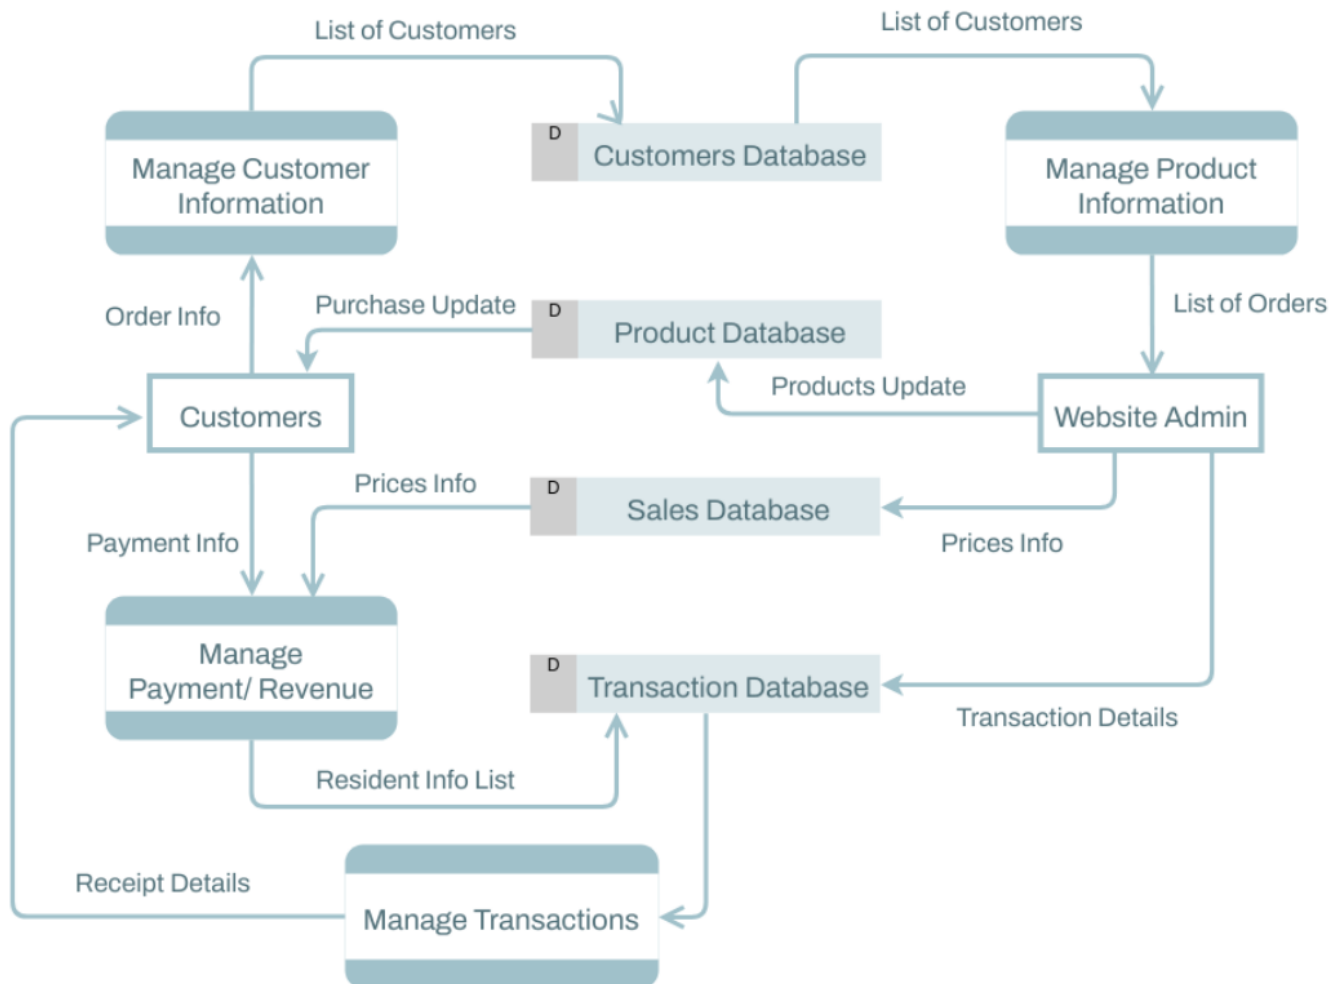 List of Customers
List of Customers
Manage Customer
Information
D
Customers Database
Manage Product
Information
Order Info
Purchase Update
D
Product Database
List of Orders
Products Update
Customers
Website Admin
Prices Info
D
Sales Database
Payment Info
Prices Info
Manage
Payment/ Revenue
D
Transaction Database
Transaction Details
Resident Info List
Receipt Details
Manage Transactions